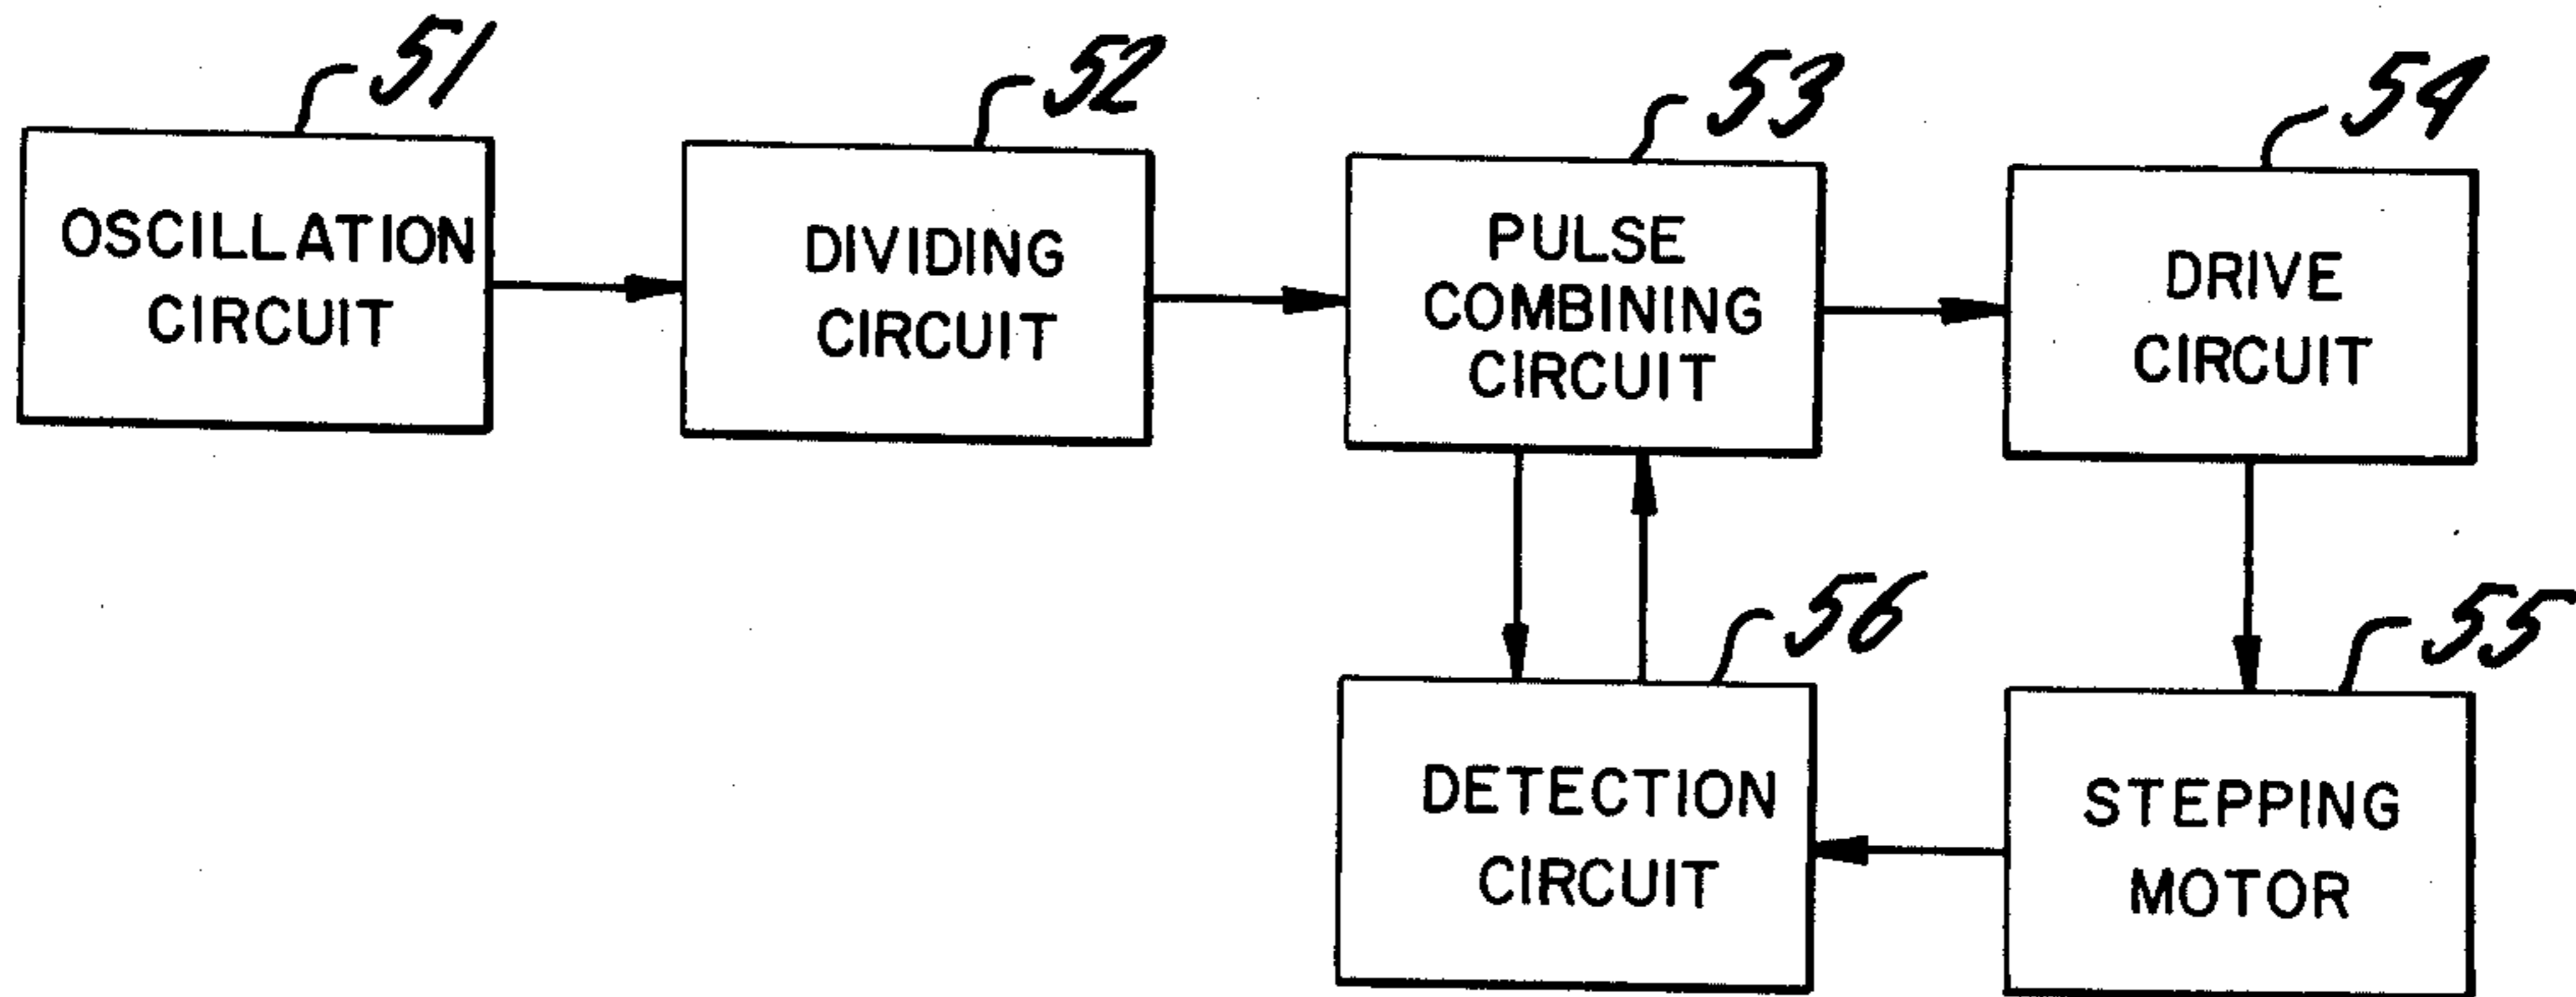 51
52
53
54
OSCILLATION
CIRCUIT
DIVIDING
CIRCUIT
PULSE
COMBINING
CIRCUIT
DRIVE
CIRCUIT
56
55
DETECTION
CIRCUIT
STEPPING
MOTOR